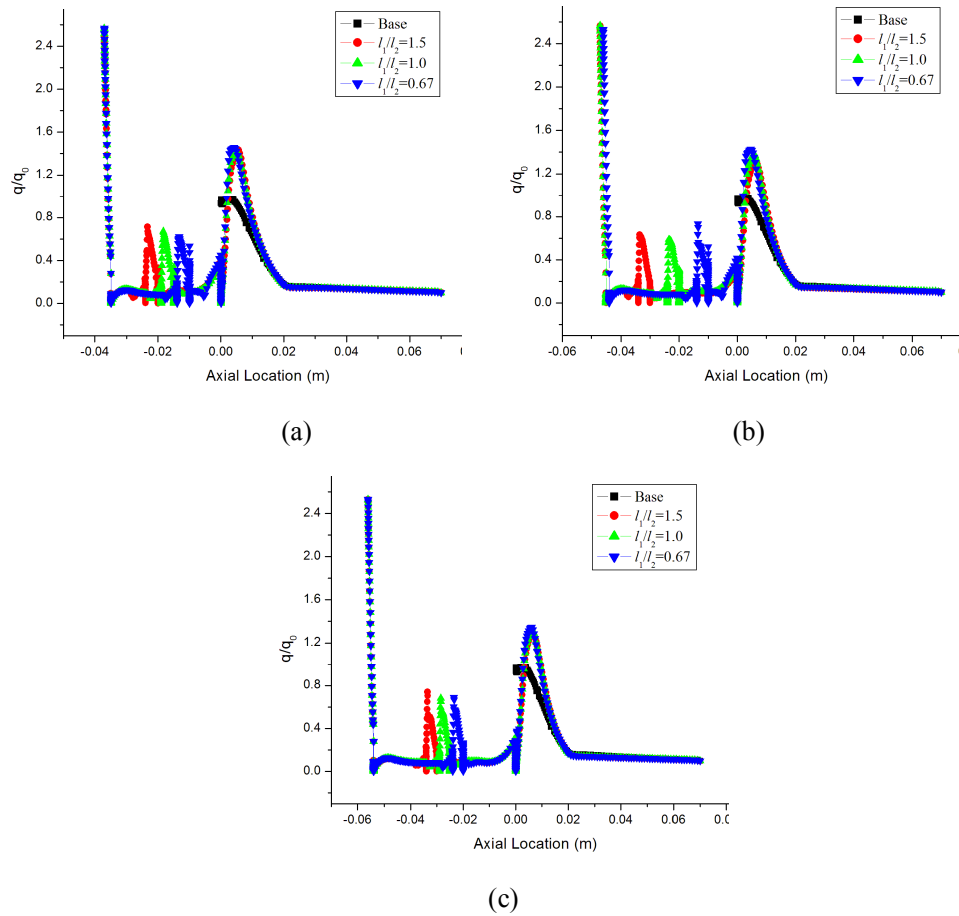 Base
l₁/l₂=1.5
l₁/l₂=1.0
l₁/l₂=0.67
q/q₀
2.4
2.0
1.6
1.2
0.8
0.4
0.0
-0.04 -0.02 0.00 0.02 0.04 0.06
Axial Location (m)
(a)
Base
l₁/l₂=1.5
l₁/l₂=1.0
l₁/l₂=0.67
q/q₀
2.4
2.0
1.6
1.2
0.8
0.4
0.0
-0.06 -0.04 -0.02 0.00 0.02 0.04 0.06
Axial Location (m)
(b)
Base
l₁/l₂=1.5
l₁/l₂=1.0
l₁/l₂=0.67
q/q₀
2.8
2.4
2.0
1.6
1.2
0.8
0.4
0.0
-0.06 -0.04 -0.02 0.00 0.02 0.04 0.06
Axial Location (m)
(c)